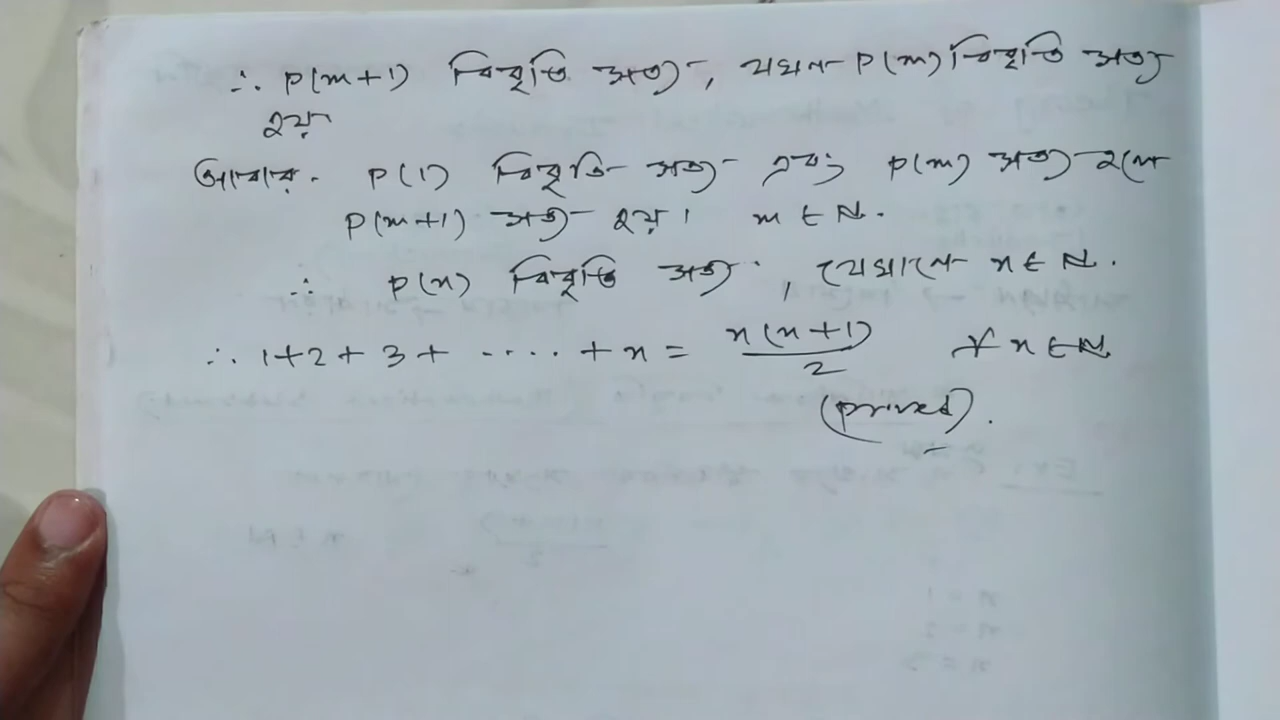 ∴ P(m+1) বিবৃতি সত্য, যখন P(m) বিবৃতি সত্য
হয়
আবার. P(1) বিবৃতি সত্য এবং P(m) সত্য হলে
P(m+1) সত্য হয়। m ∈ N.
∴ P(n) বিবৃতি সত্য, যেখানে n ∈ N.
∴ 1+2+3+ ..... +n = n(n+1)/2 ∀ n ∈ N
(proved).